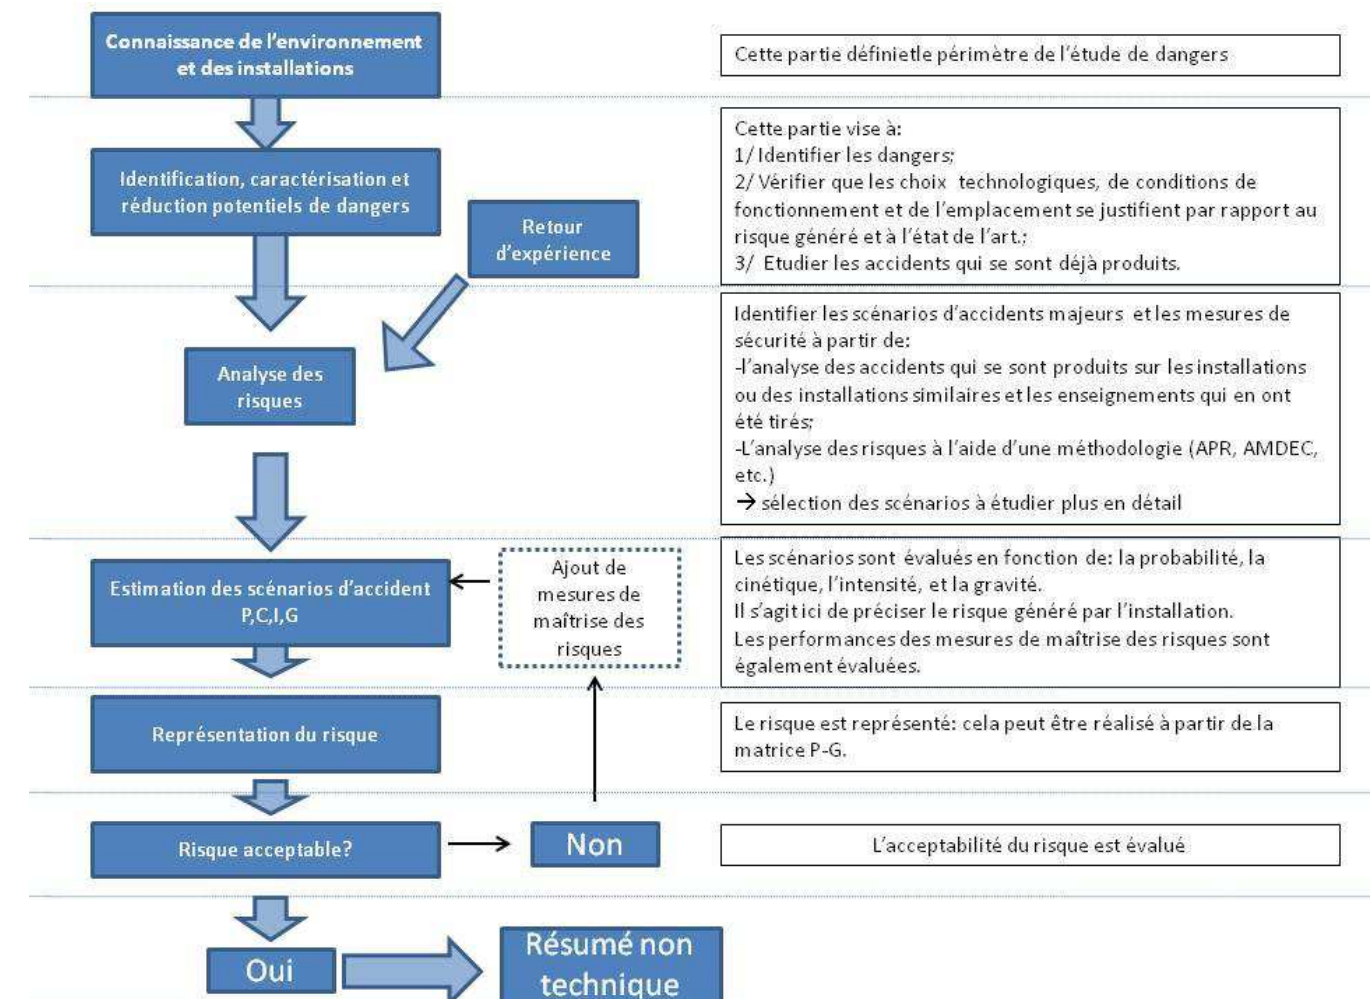 Connaissance de l'environnement
et des installations
Cette partie définietle périmètre de l'étude de dangers
Identification, caractérisation et
réduction potentiels de dangers
Retour
d'expérience
Cette partie vise à:
1/ Identifier les dangers;
2/ Vérifier que les choix technologiques, de conditions de
fonctionnement et de l'emplacement se justifient par rapport au
risque généré et à l'état de l'art.;
3/ Etudier les accidents qui se sont déjà produits.
Analyse des
risques
Identifier les scénarios d'accidents majeurs et les mesures de
sécurité à partir de:
-l'analyse des accidents qui se sont produits sur les installations
ou des installations similaires et les enseignements qui en ont
été tirés;
-L'analyse des risques à l'aide d'une méthodologie (APR, AMDEC,
etc.)
→ sélection des scénarios à étudier plus en détail
Estimation des scénarios d'accident
P,C,I,G
Ajout de
mesures de
maîtrise des
risques
Les scénarios sont évalués en fonction de: la probabilité, la
cinétique, l'intensité, et la gravité.
Il s'agit ici de préciser le risque généré par l'installation.
Les performances des mesures de maîtrise des risques sont
également évaluées.
Représentation du risque
Le risque est représenté: cela peut être réalisé à partir de la
matrice P-G.
Risque acceptable?
Non
L'acceptabilité du risque est évalué
Oui
Résumé non
technique